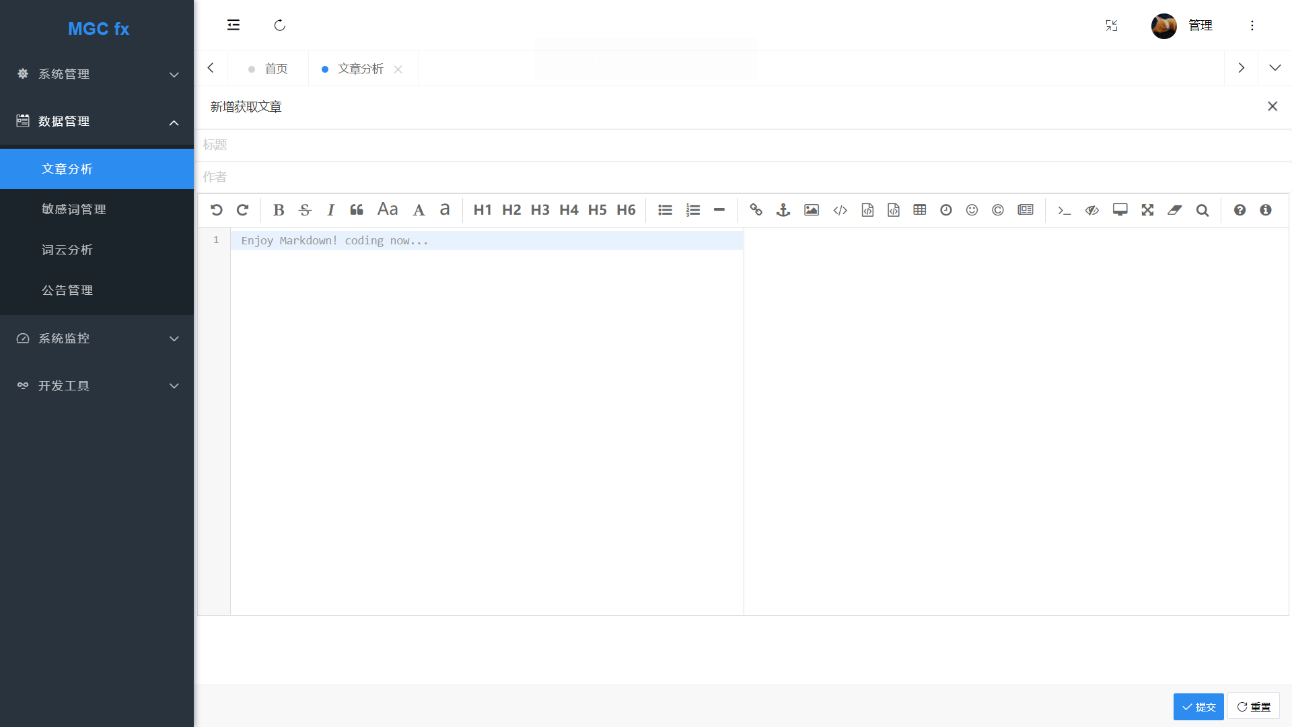 MGC fx
管理
首页
文章分析
系统管理
数据管理
文章分析
敏感词管理
词云分析
公告管理
系统监控
开发工具
新增获取文章
标题
作者
B S I Aa A a H1 H2 H3 H4 H5 H6
1 Enjoy Markdown! coding now...
提交 重置